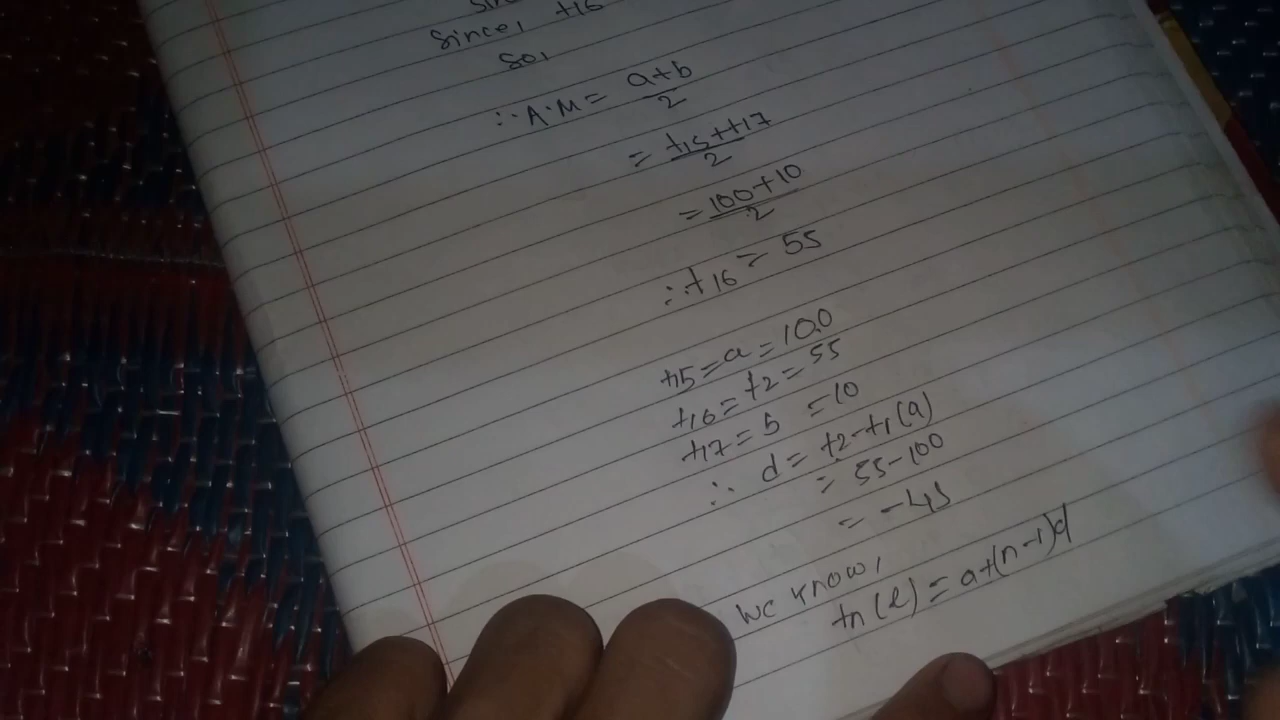 since, t16
so,
∴ A.M = a+b/2
= t15+t17/2
= 100+10/2
∴ t16 = 55
t15 = a = 100
t16 = t2 = 55
t17 = 5 = 10
∴ d = t2-t1(a)
= 55-100
= -45
We know,
tn(l) = a+(n-1)d